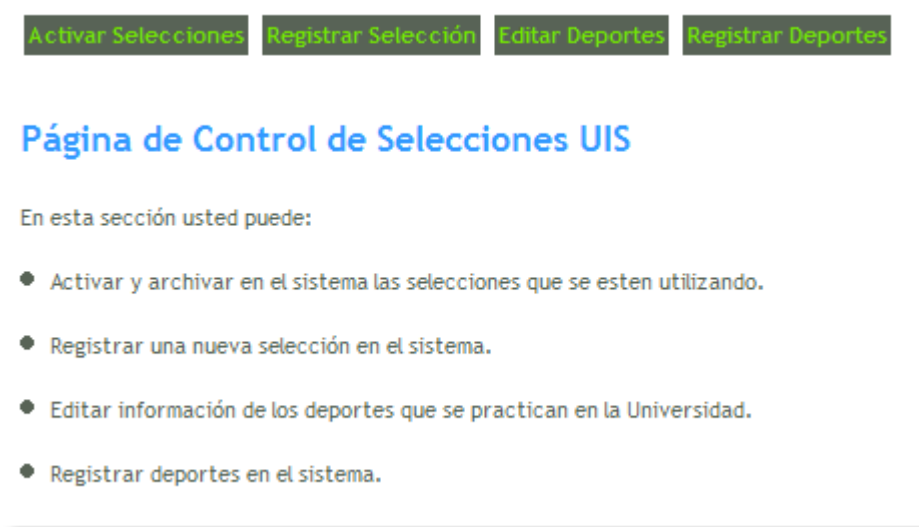 Activar Selecciones Registrar Selección Editar Deportes Registrar Deportes
Página de Control de Selecciones UIS
En esta sección usted puede:
● Activar y archivar en el sistema las selecciones que se esten utilizando.
● Registrar una nueva selección en el sistema.
● Editar información de los deportes que se practican en la Universidad.
● Registrar deportes en el sistema.